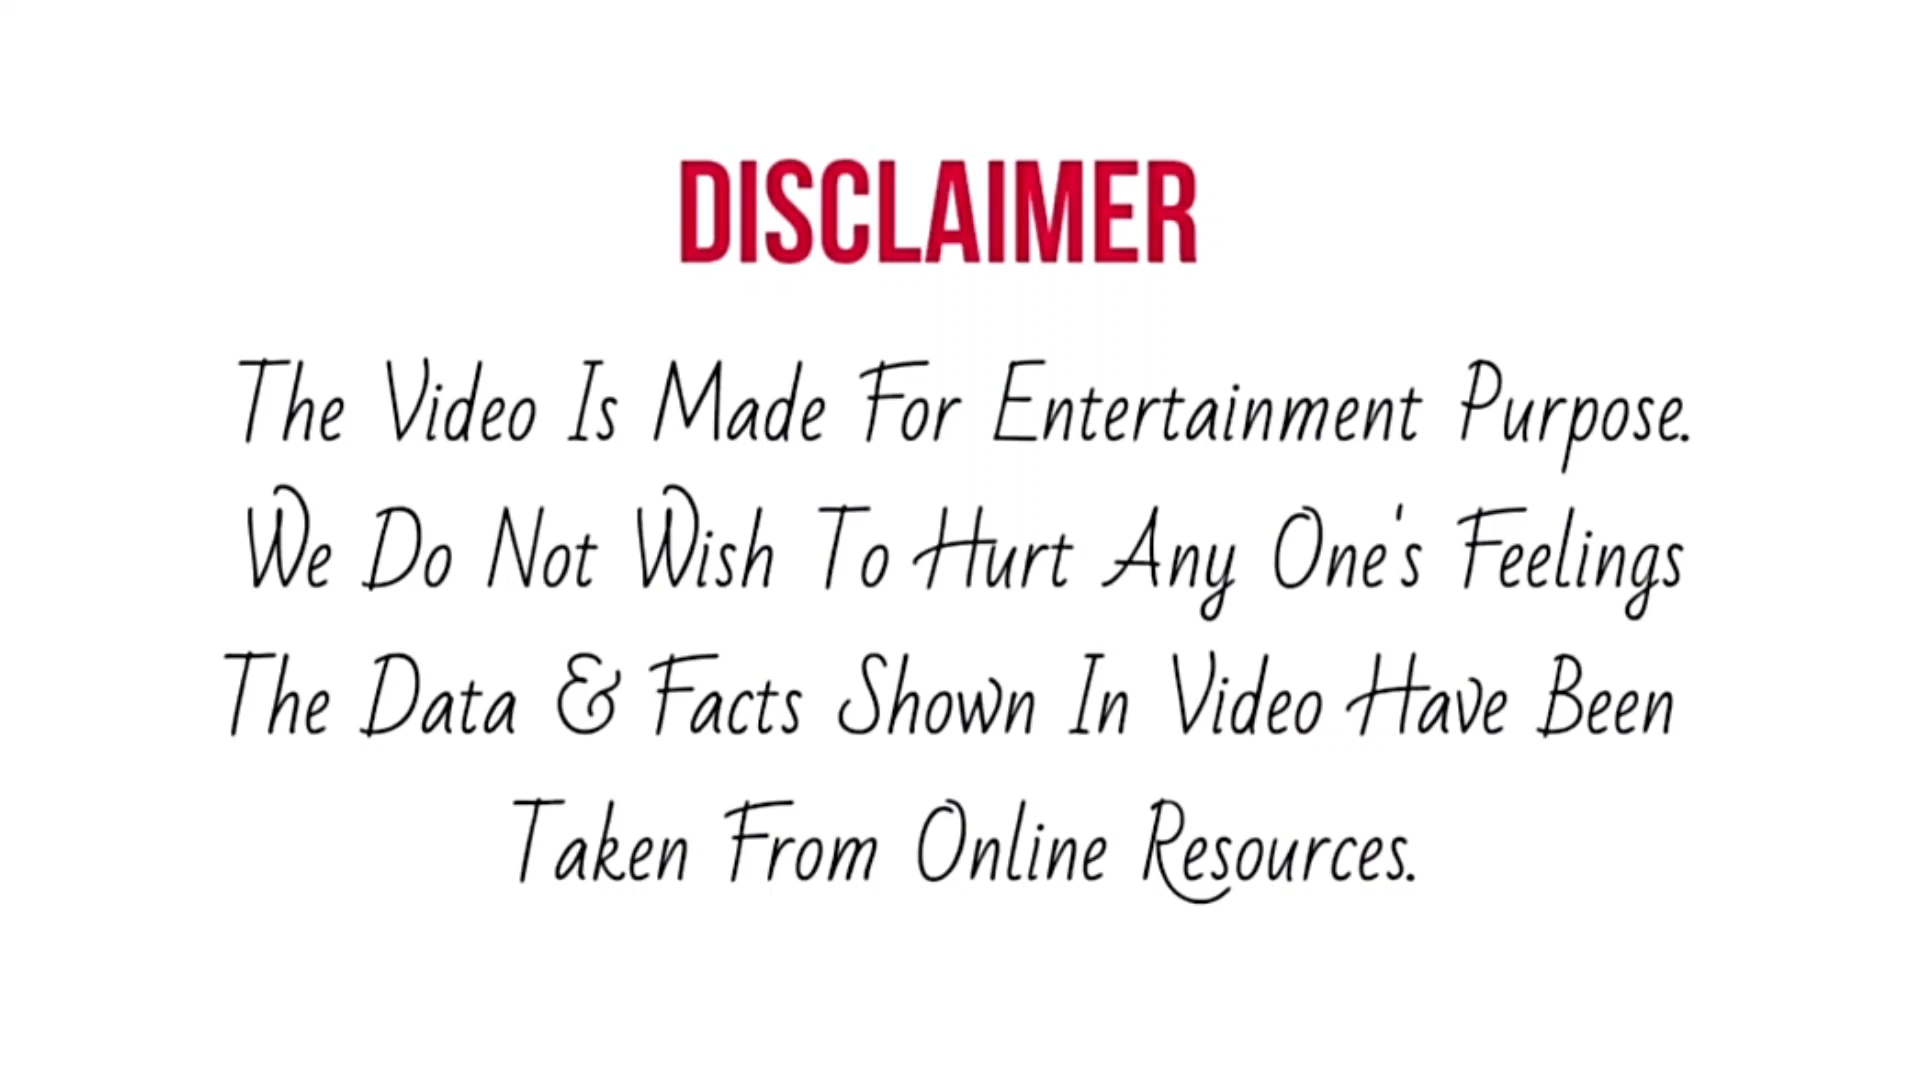 DISCLAIMER
The Video Is Made For Entertainment Purpose.
We Do Not Wish To Hurt Any One's Feelings
The Data & Facts Shown In Video Have Been
Taken From Online Resources.